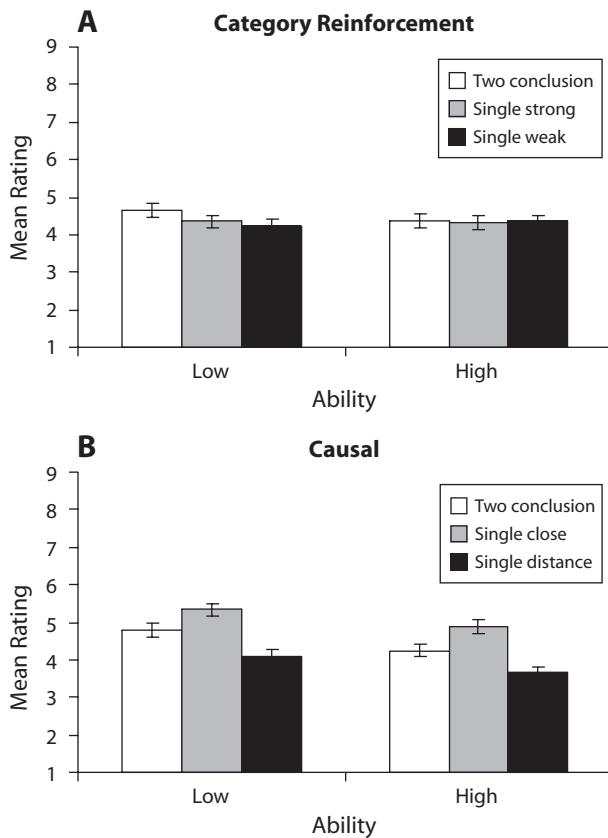 A Category Reinforcement
9
8
7
6
5
4
3
2
1
Mean Rating
Two conclusion
Single strong
Single weak
Low High
Ability
B Causal
9
8
7
6
5
4
3
2
1
Mean Rating
Two conclusion
Single close
Single distance
Low High
Ability